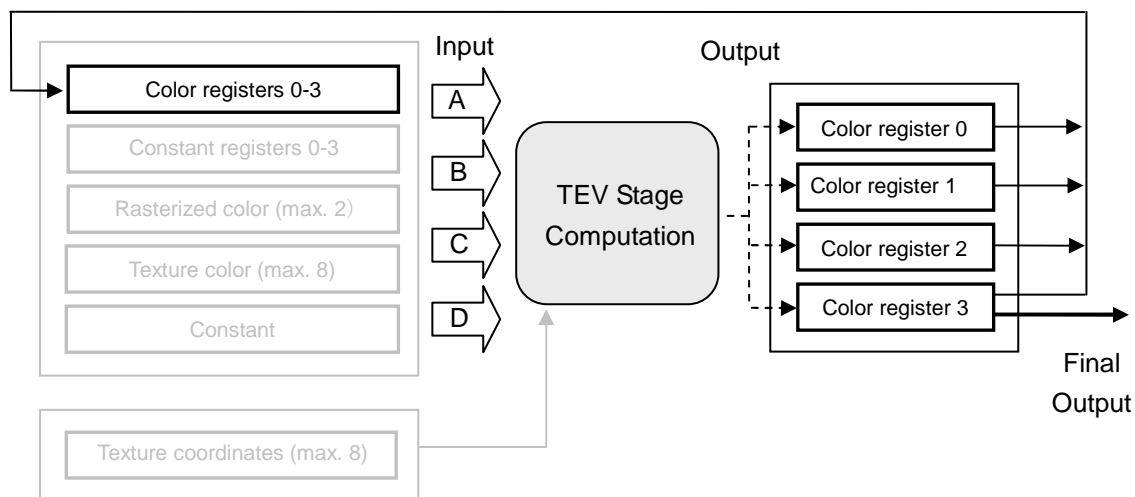 Input
Output
Color registers 0-3
Constant registers 0-3
Rasterized color (max. 2）
Texture color (max. 8)
Constant
Texture coordinates (max. 8)
A
B
C
D
TEV Stage
Computation
Color register 0
Color register 1
Color register 2
Color register 3
Final
Output